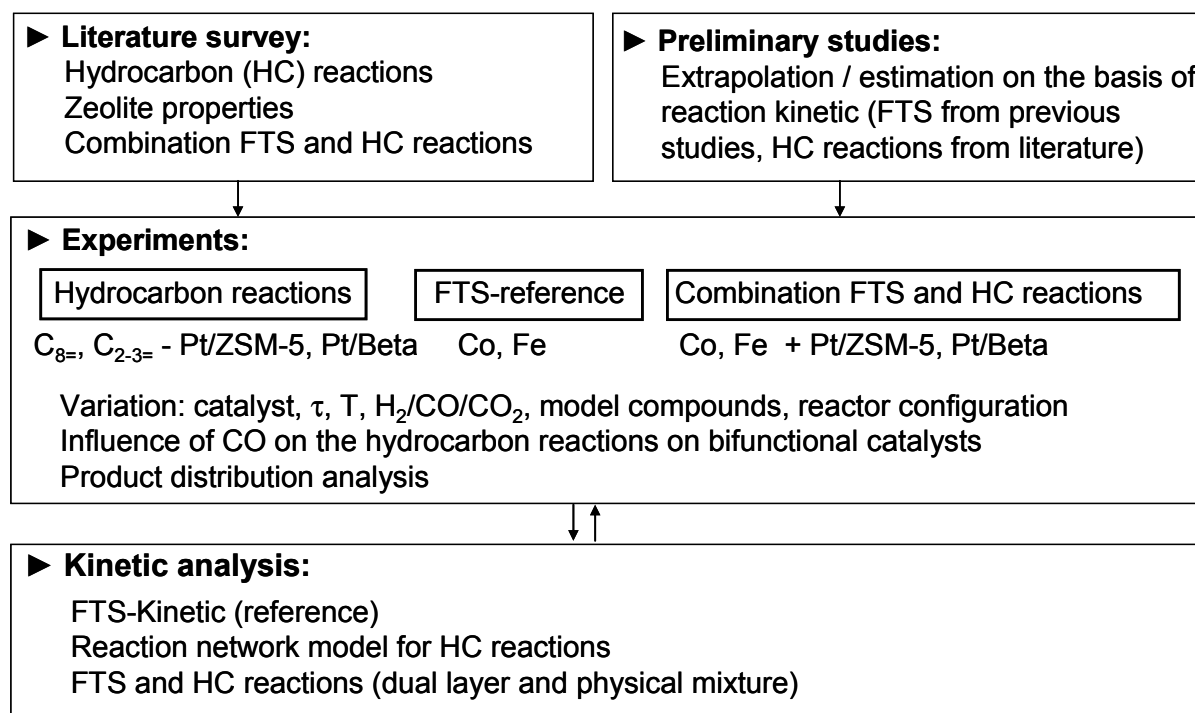 ► Literature survey:
Hydrocarbon (HC) reactions
Zeolite properties
Combination FTS and HC reactions
► Preliminary studies:
Extrapolation / estimation on the basis of
reaction kinetic (FTS from previous
studies, HC reactions from literature)
► Experiments:
Hydrocarbon reactions
FTS-reference
Combination FTS and HC reactions
C8=, C2-3= - Pt/ZSM-5, Pt/Beta
Co, Fe
Co, Fe + Pt/ZSM-5, Pt/Beta
Variation: catalyst, τ, T, H2/CO/CO2, model compounds, reactor configuration
Influence of CO on the hydrocarbon reactions on bifunctional catalysts
Product distribution analysis
► Kinetic analysis:
FTS-Kinetic (reference)
Reaction network model for HC reactions
FTS and HC reactions (dual layer and physical mixture)